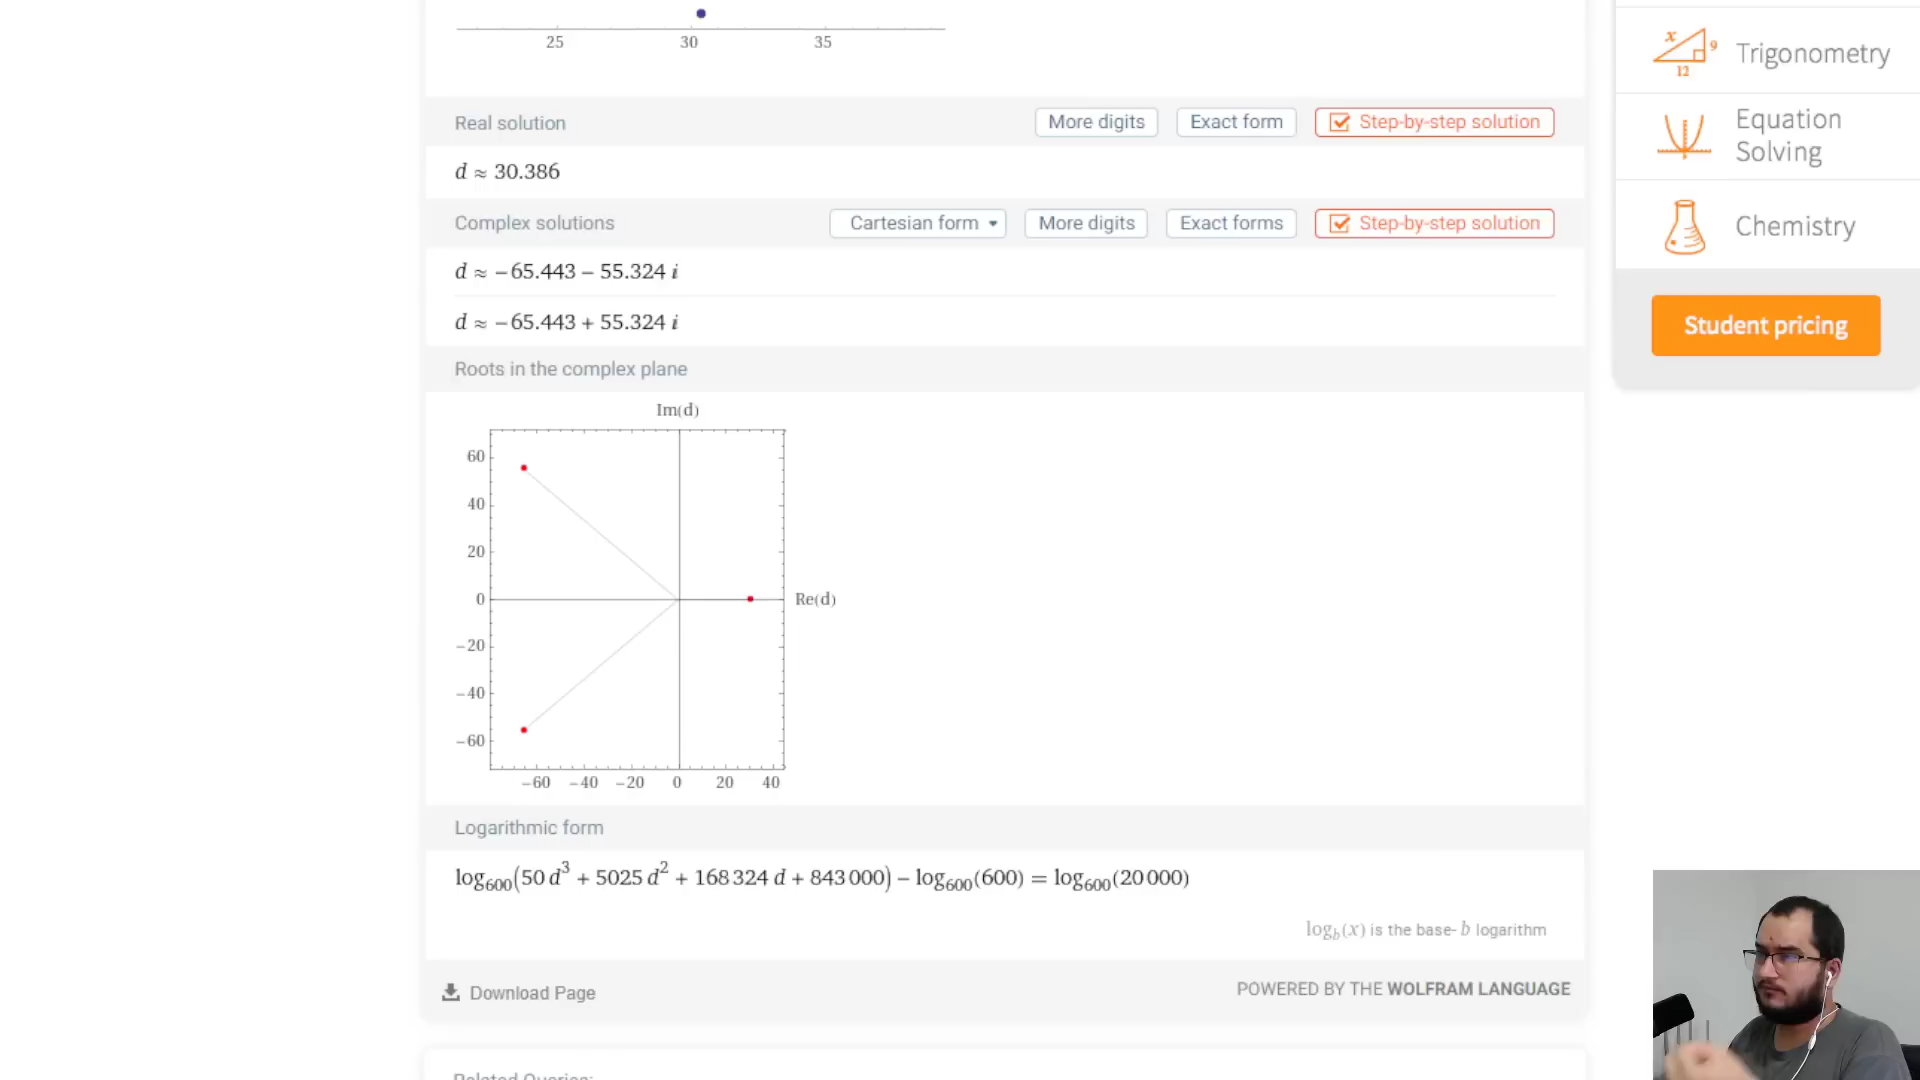 25 30 35
Real solution More digits Exact form Step-by-step solution
d ≈ 30.386
Complex solutions Cartesian form More digits Exact forms Step-by-step solution
d ≈ −65.443 − 55.324 i
d ≈ −65.443 + 55.324 i
Roots in the complex plane
Im(d)
60
40
20
0
Re(d)
−20
−40
−60
−60 −40 −20 0 20 40
Logarithmic form
log₆₀₀(50 d³ + 5025 d² + 168 324 d + 843 000) − log₆₀₀(600) = log₆₀₀(20 000)
log_b(x) is the base- b logarithm
Download Page
POWERED BY THE WOLFRAM LANGUAGE
Related Queries:
x 9
12
Trigonometry
Equation
Solving
Chemistry
Student pricing